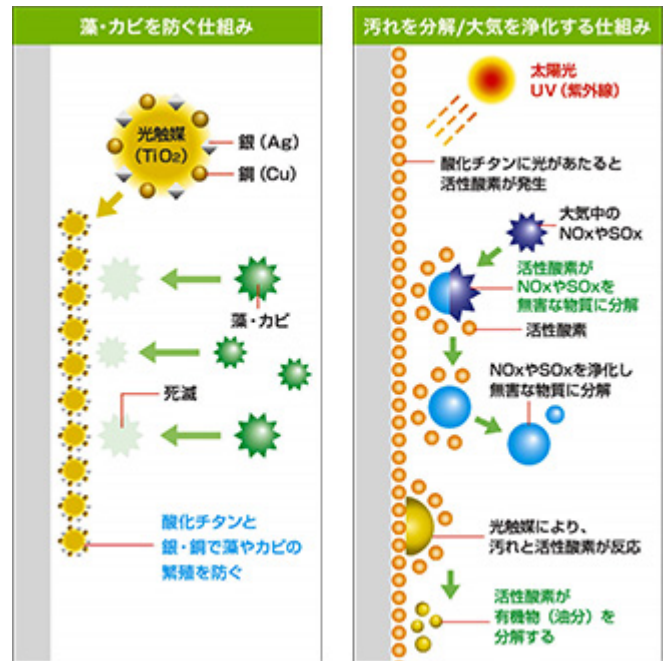 藻・カビを防ぐ仕組み
光触媒
(TiO2)
銀(Ag)
銅(Cu)
藻・カビ
死滅
酸化チタンと
銀・銅で藻やカビの
繁殖を防ぐ
汚れを分解/大気を浄化する仕組み
太陽光
UV(紫外線)
酸化チタンに光があたると
活性酸素が発生
大気中の
NOxやSOx
活性酸素が
NOxやSOxを
無害な物質に分解
活性酸素
NOxやSOxを浄化し
無害な物質に分解
光触媒により、
汚れと活性酸素が反応
活性酸素が
有機物(油分)を
分解する